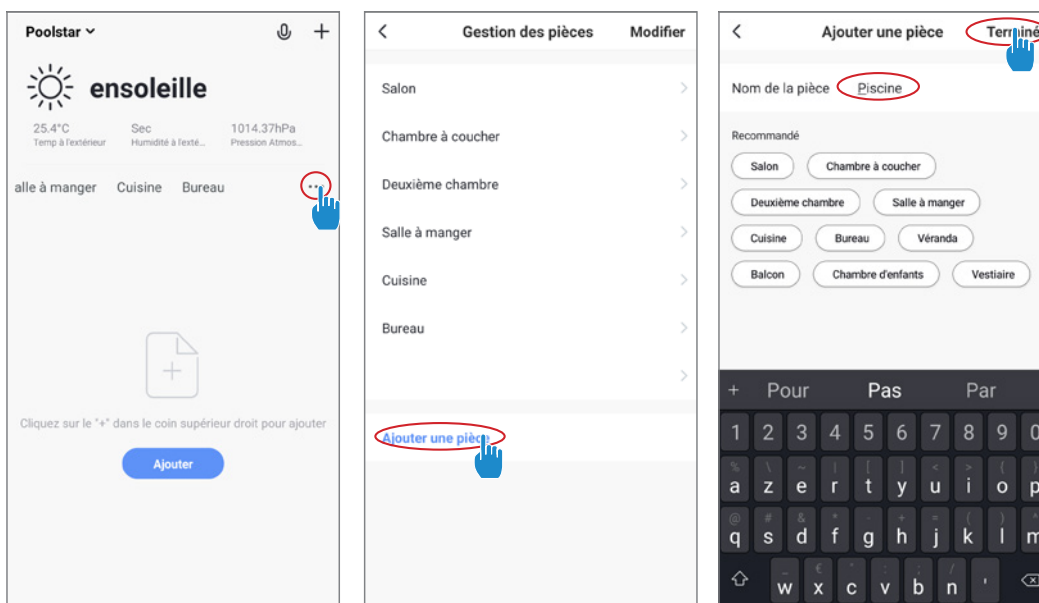 Poolstar
ensoleille
25.4°C Sec 1014.37hPa
Temp à l'extérieur Humidité à l'exté... Pression Atmos...
alle à manger Cuisine Bureau
Cliquez sur le "+" dans le coin supérieur droit pour ajouter
Ajouter
Gestion des pièces Modifier
Salon
Chambre à coucher
Deuxième chambre
Salle à manger
Cuisine
Bureau
Ajouter une pièce
Ajouter une pièce Terminé
Nom de la pièce Piscine
Recommandé
Salon Chambre à coucher
Deuxième chambre Salle à manger
Cuisine Bureau Véranda
Balcon Chambre d'enfants Vestiaire
+ Pour Pas Par
1 2 3 4 5 6 7 8 9 0
% \ ~ | [ ] < > { }
a z e r t y u i o p
@ # & * - + = ( ) ^
q s d f g h j k l m
_ € " : ; /
w x c v b n '